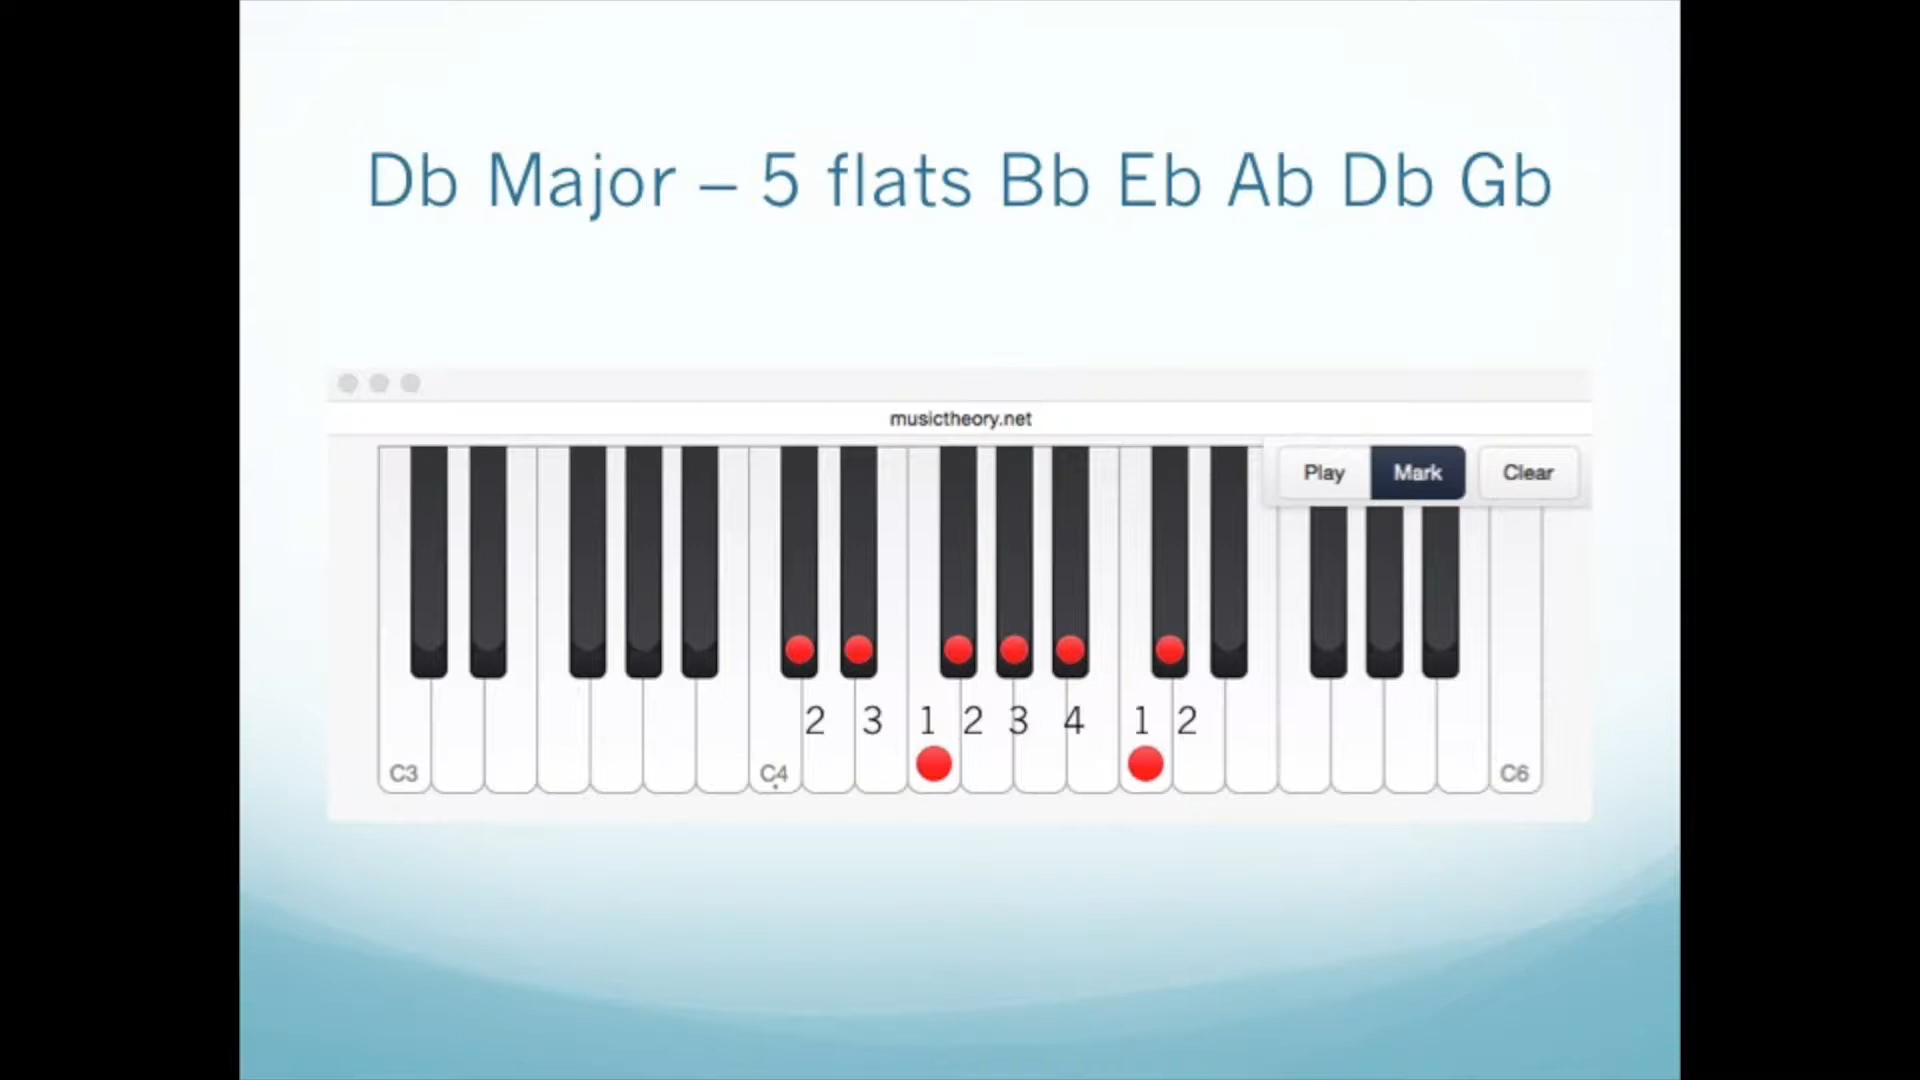 Db Major – 5 flats Bb Eb Ab Db Gb
musictheory.net
Play Mark Clear
2 3 1 2 3 4 1 2
C3 C4 C6